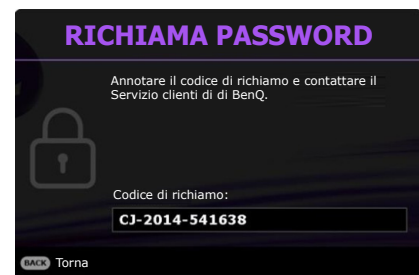 RICHIAMA PASSWORD
Annotare il codice di richiamo e contattare il
Servizio clienti di di BenQ.
Codice di richiamo:
CJ-2014-541638
BACK Torna